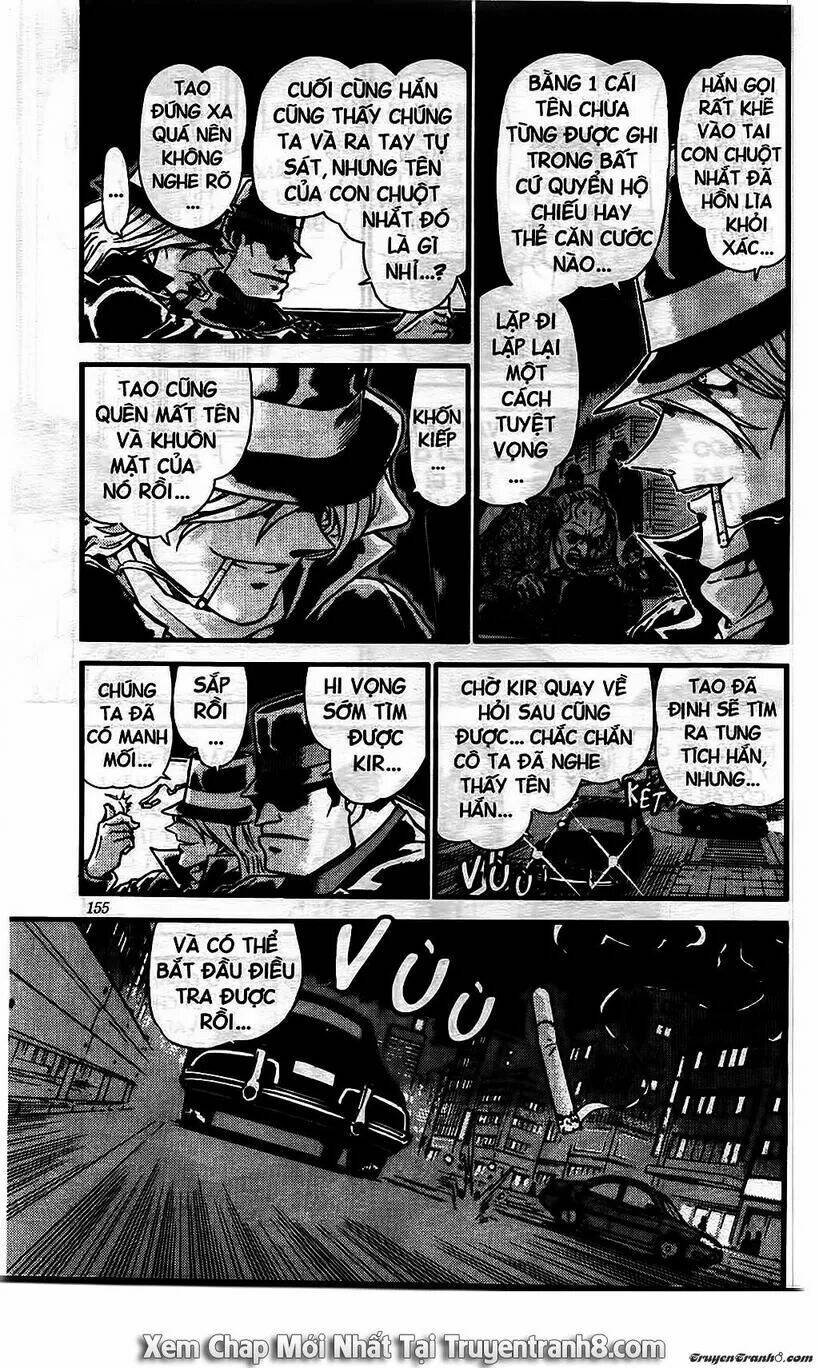 HẮN GỌI
RẤT KHẼ
VÀO TAI
CON CHUỘT
NHẤT ĐÃ
HỒN LÌA
KHỎI
XÁC...
BẰNG 1 CÁI
TÊN CHƯA
TỪNG ĐƯỢC GHI
TRONG BẤT
CỨ QUYỂN HỘ
CHIẾU HAY
THẺ CĂN CƯỚC
NÀO...
LẶP ĐI
LẶP LẠI
MỘT
CÁCH
TUYỆT
VỌNG
...
CUỐI CÙNG HẮN
CŨNG THẤY CHÚNG
TA VÀ RA TAY TỰ
SÁT, NHƯNG TÊN
CỦA CON CHUỘT
NHẮT ĐÓ
LÀ GÌ
NHỈ...?
TAO
ĐỨNG XA
QUÁ NÊN
KHÔNG
NGHE RÕ
...
...
KHỐN
KIẾP
...
TAO CŨNG
QUÊN MẤT TÊN
VÀ KHUÔN
MẶT CỦA
NÓ RỒI...
TAO ĐÃ
ĐỊNH SẼ TÌM
RA TUNG
TÍCH HẮN,
NHƯNG...
KÉT
CHỜ KIR QUAY VỀ
HỎI SAU CŨNG
ĐƯỢC... CHẮC CHẮN
CÔ TA ĐÃ NGHE
THẤY TÊN
HẮN...
VÙÙ
HI VỌNG
SỚM TÌM
ĐƯỢC
KIR...
SẮP
RỒI
...
CHÚNG
TA ĐÃ
CÓ MANH
MỐI...
155
VÀ CÓ THỂ
BẮT ĐẦU ĐIỀU
TRA ĐƯỢC
RỒI...
VÙÙ
Xem Chap Mới Nhất Tại Truyentranh8.com
TruyenTranh8.com